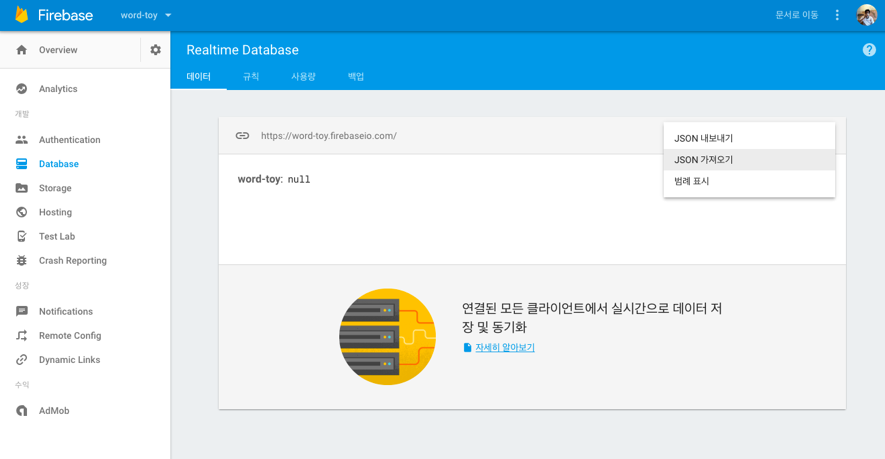 Firebase
word-toy
문서로 이동
Overview
Analytics
개발
Authentication
Database
Storage
Hosting
Test Lab
Crash Reporting
성장
Notifications
Remote Config
Dynamic Links
수익
AdMob
Realtime Database
데이터
규칙
사용량
백업
https://word-toy.firebaseio.com/
JSON 내보내기
JSON 가져오기
범례 표시
word-toy: null
연결된 모든 클라이언트에서 실시간으로 데이터 저
장 및 동기화
자세히 알아보기